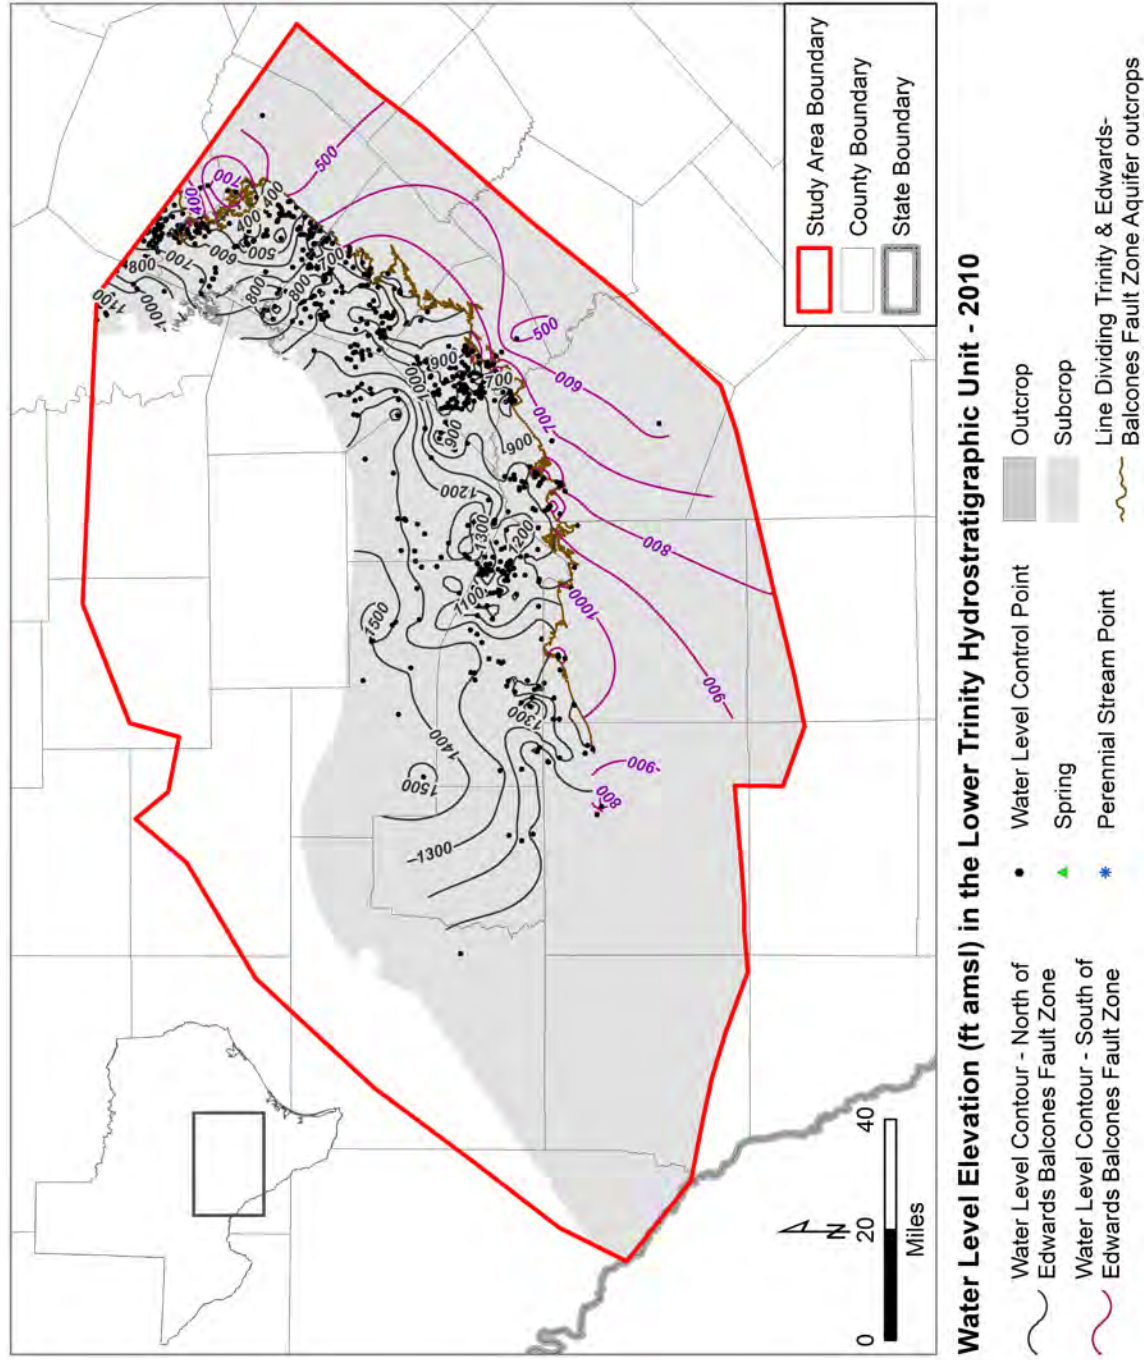 1100
1000
800
700
600
500
400
400
400
700
500
800
800
700
900
1000
700
900
900
1200
1300
1200
1100
1500
1400
1500
1300
1300
500
600
700
800
900
1000
900
800
N
0 20 40
Miles
Study Area Boundary
County Boundary
State Boundary
Water Level Elevation (ft amsl) in the Lower Trinity Hydrostratigraphic Unit - 2010
Water Level Contour - North of
Edwards Balcones Fault Zone
Water Level Contour - South of
Edwards Balcones Fault Zone
Water Level Control Point
Spring
Perennial Stream Point
Outcrop
Subcrop
Line Dividing Trinity & Edwards-
Balcones Fault Zone Aquifer outcrops